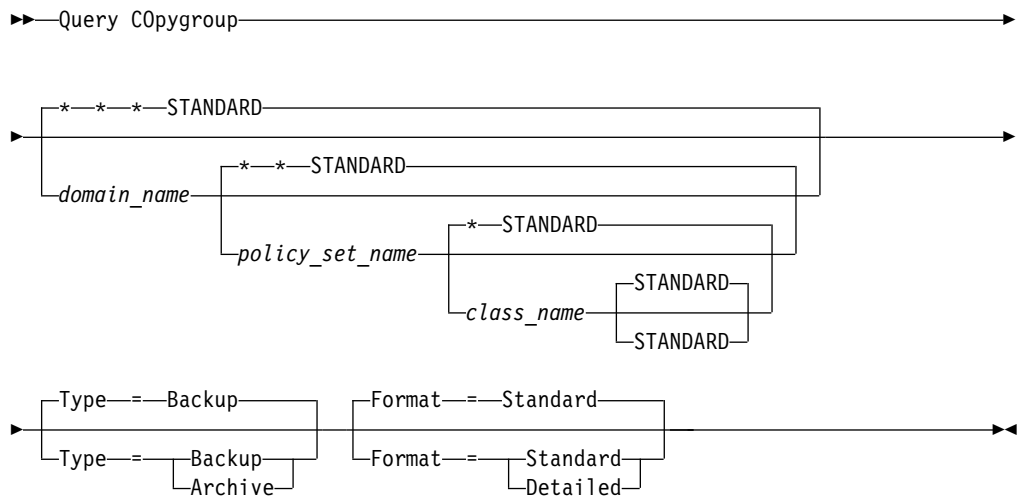 Query COpygroup
* * * STANDARD
domain_name
* * STANDARD
policy_set_name
* STANDARD
class_name
STANDARD
STANDARD
Type = Backup
Type = Backup
Archive
Format = Standard
Format = Standard
Detailed